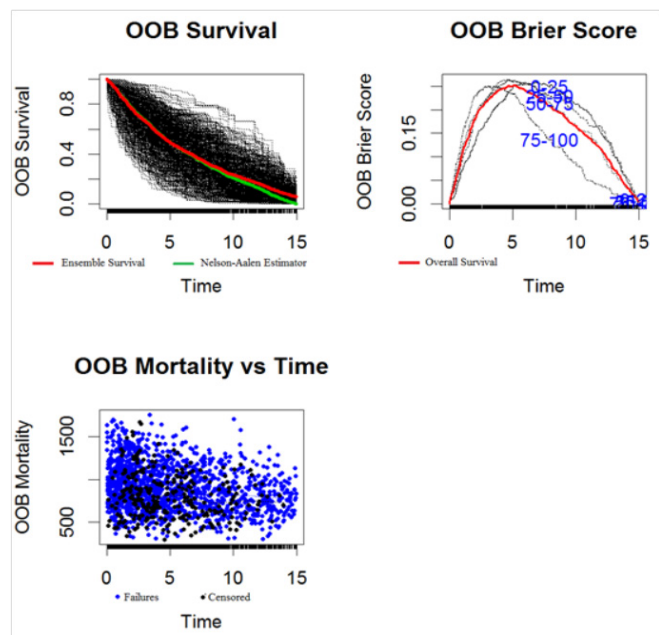 OOB Survival
OOB Survival
0.8
0.4
0.0
0 5 10 15
Ensemble Survival Nelson-Aalen Estimator
Time
OOB Brier Score
OOB Brier Score
0.15
0.00
0-25
50-75
75-100
0 5 10 15
Overall Survival
Time
OOB Mortality vs Time
OOB Mortality
1500
500
0 5 10 15
Failures Censored
Time